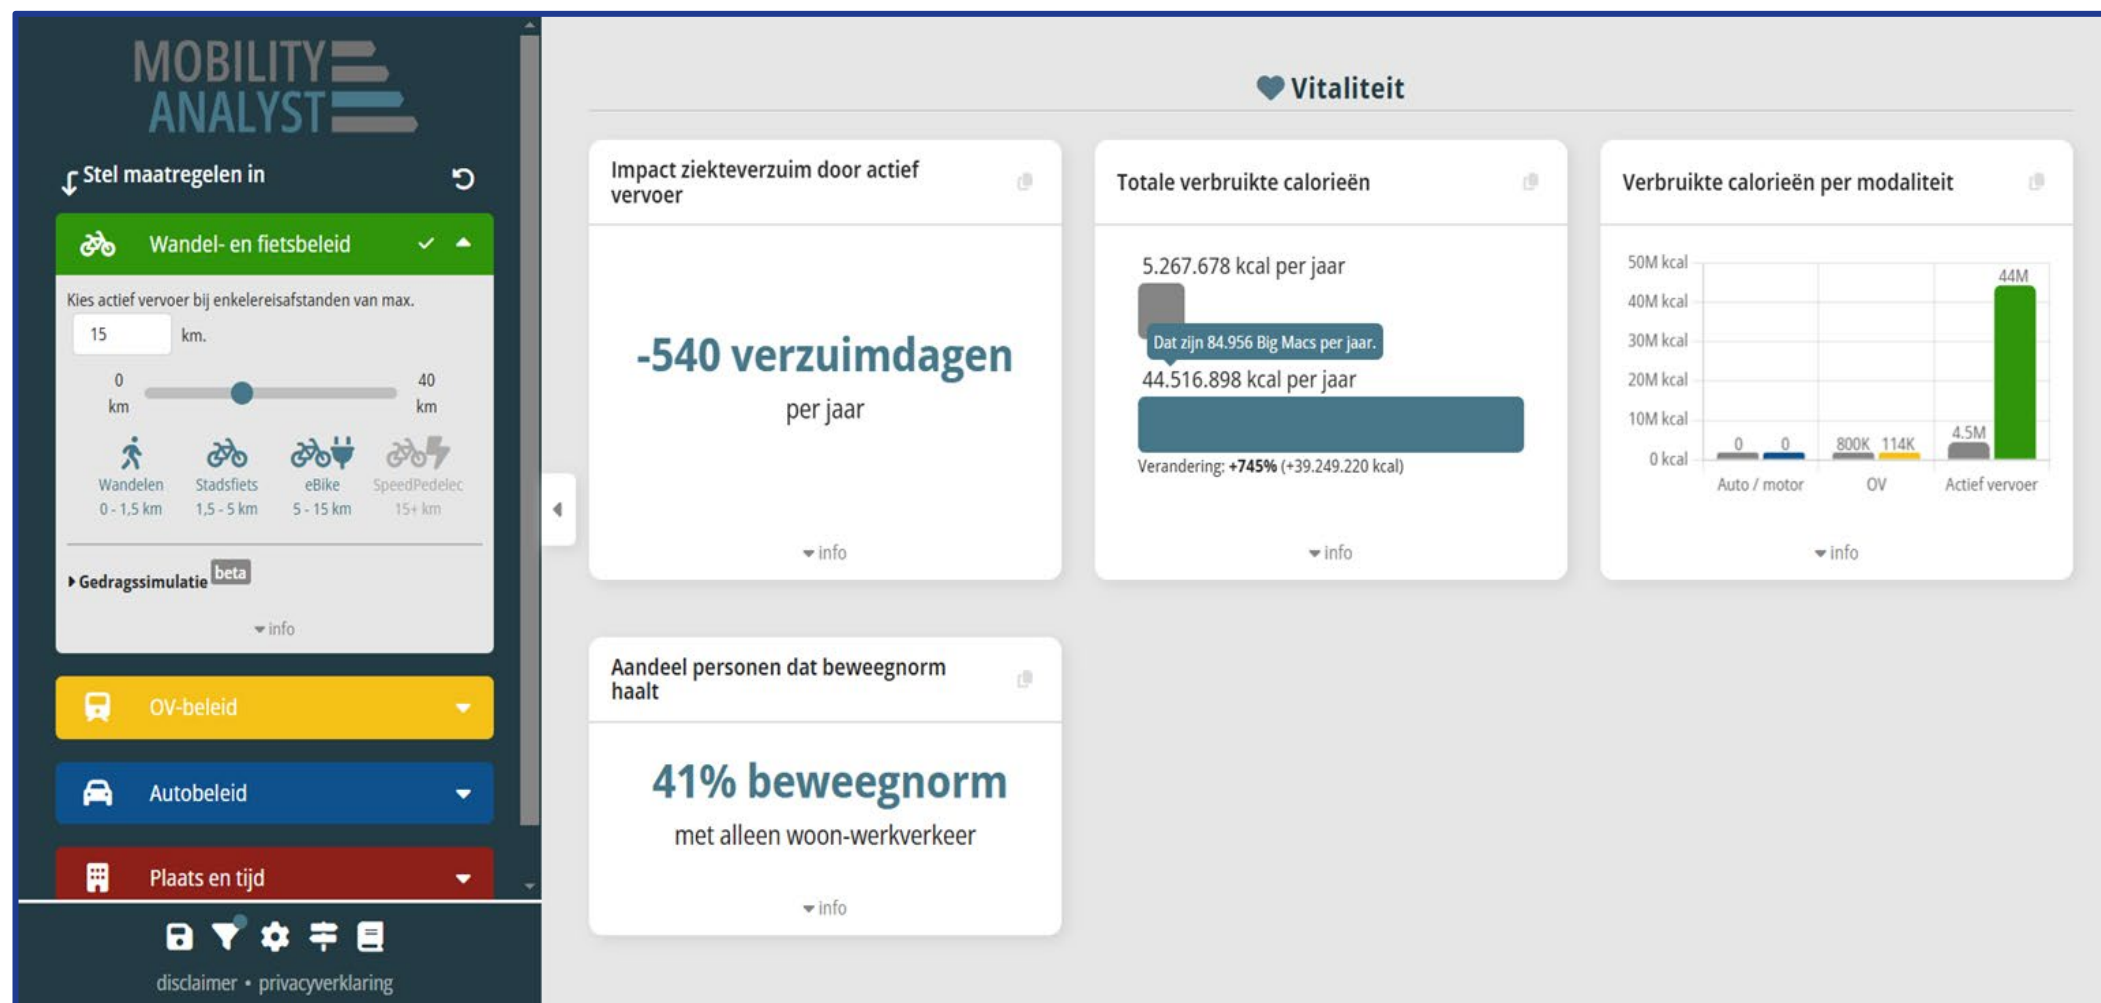 MOBILITY
ANALYST
Stel maatregelen in
Wandel- en fietsbeleid
Kies actief vervoer bij enkelereisafstanden van max.
15 km.
0 40
km km
Wandelen Stadsfiets eBike SpeedPedelec
0 - 1,5 km 1,5 - 5 km 5 - 15 km 15+ km
Gedragssimulatie beta
info
OV-beleid
Autobeleid
Plaats en tijd
disclaimer • privacyverklaring
Vitaliteit
Impact ziekteverzuim door actief
vervoer
-540 verzuimdagen
per jaar
info
Totale verbruikte calorieën
5.267.678 kcal per jaar
Dat zijn 84.956 Big Macs per jaar.
44.516.898 kcal per jaar
Verandering: +745% (+39.249.220 kcal)
info
Verbruikte calorieën per modaliteit
50M kcal
44M
40M kcal
30M kcal
20M kcal
10M kcal
0 0 800K 114K 4.5M
0 kcal
Auto / motor OV Actief vervoer
info
Aandeel personen dat beweegnorm
haalt
41% beweegnorm
met alleen woon-werkverkeer
info